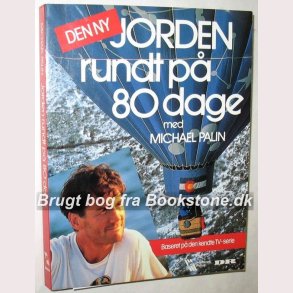 DEN NY
JORDEN
rundt på
80 dage
med
MICHAEL PALIN
Brugt bog fra Bookstone.dk
Baseret på den kendte TV-serie
DR